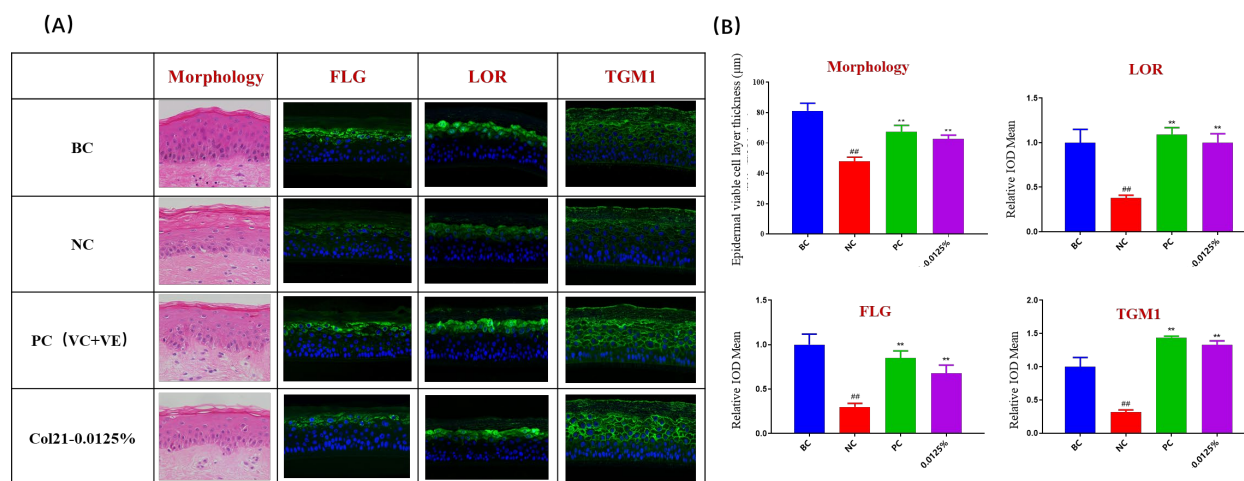 (A)
Morphology FLG LOR TGM1
BC
NC
PC（VC+VE）
Col21-0.0125%
(B)
Morphology
Epidermal viable cell layer thickness (μm)
100
80
60
40
20
0
##
**
**
BC
NC
PC
-0.0125%
LOR
Relative IOD Mean
1.5
1.0
0.5
0.0
##
**
**
BC
NC
PC
-0.0125%
FLG
Relative IOD Mean
1.5
1.0
0.5
0.0
##
**
**
BC
NC
PC
0.0125%
TGM1
Relative IOD Mean
2.0
1.5
1.0
0.5
0.0
##
**
**
BC
NC
PC
0.0125%